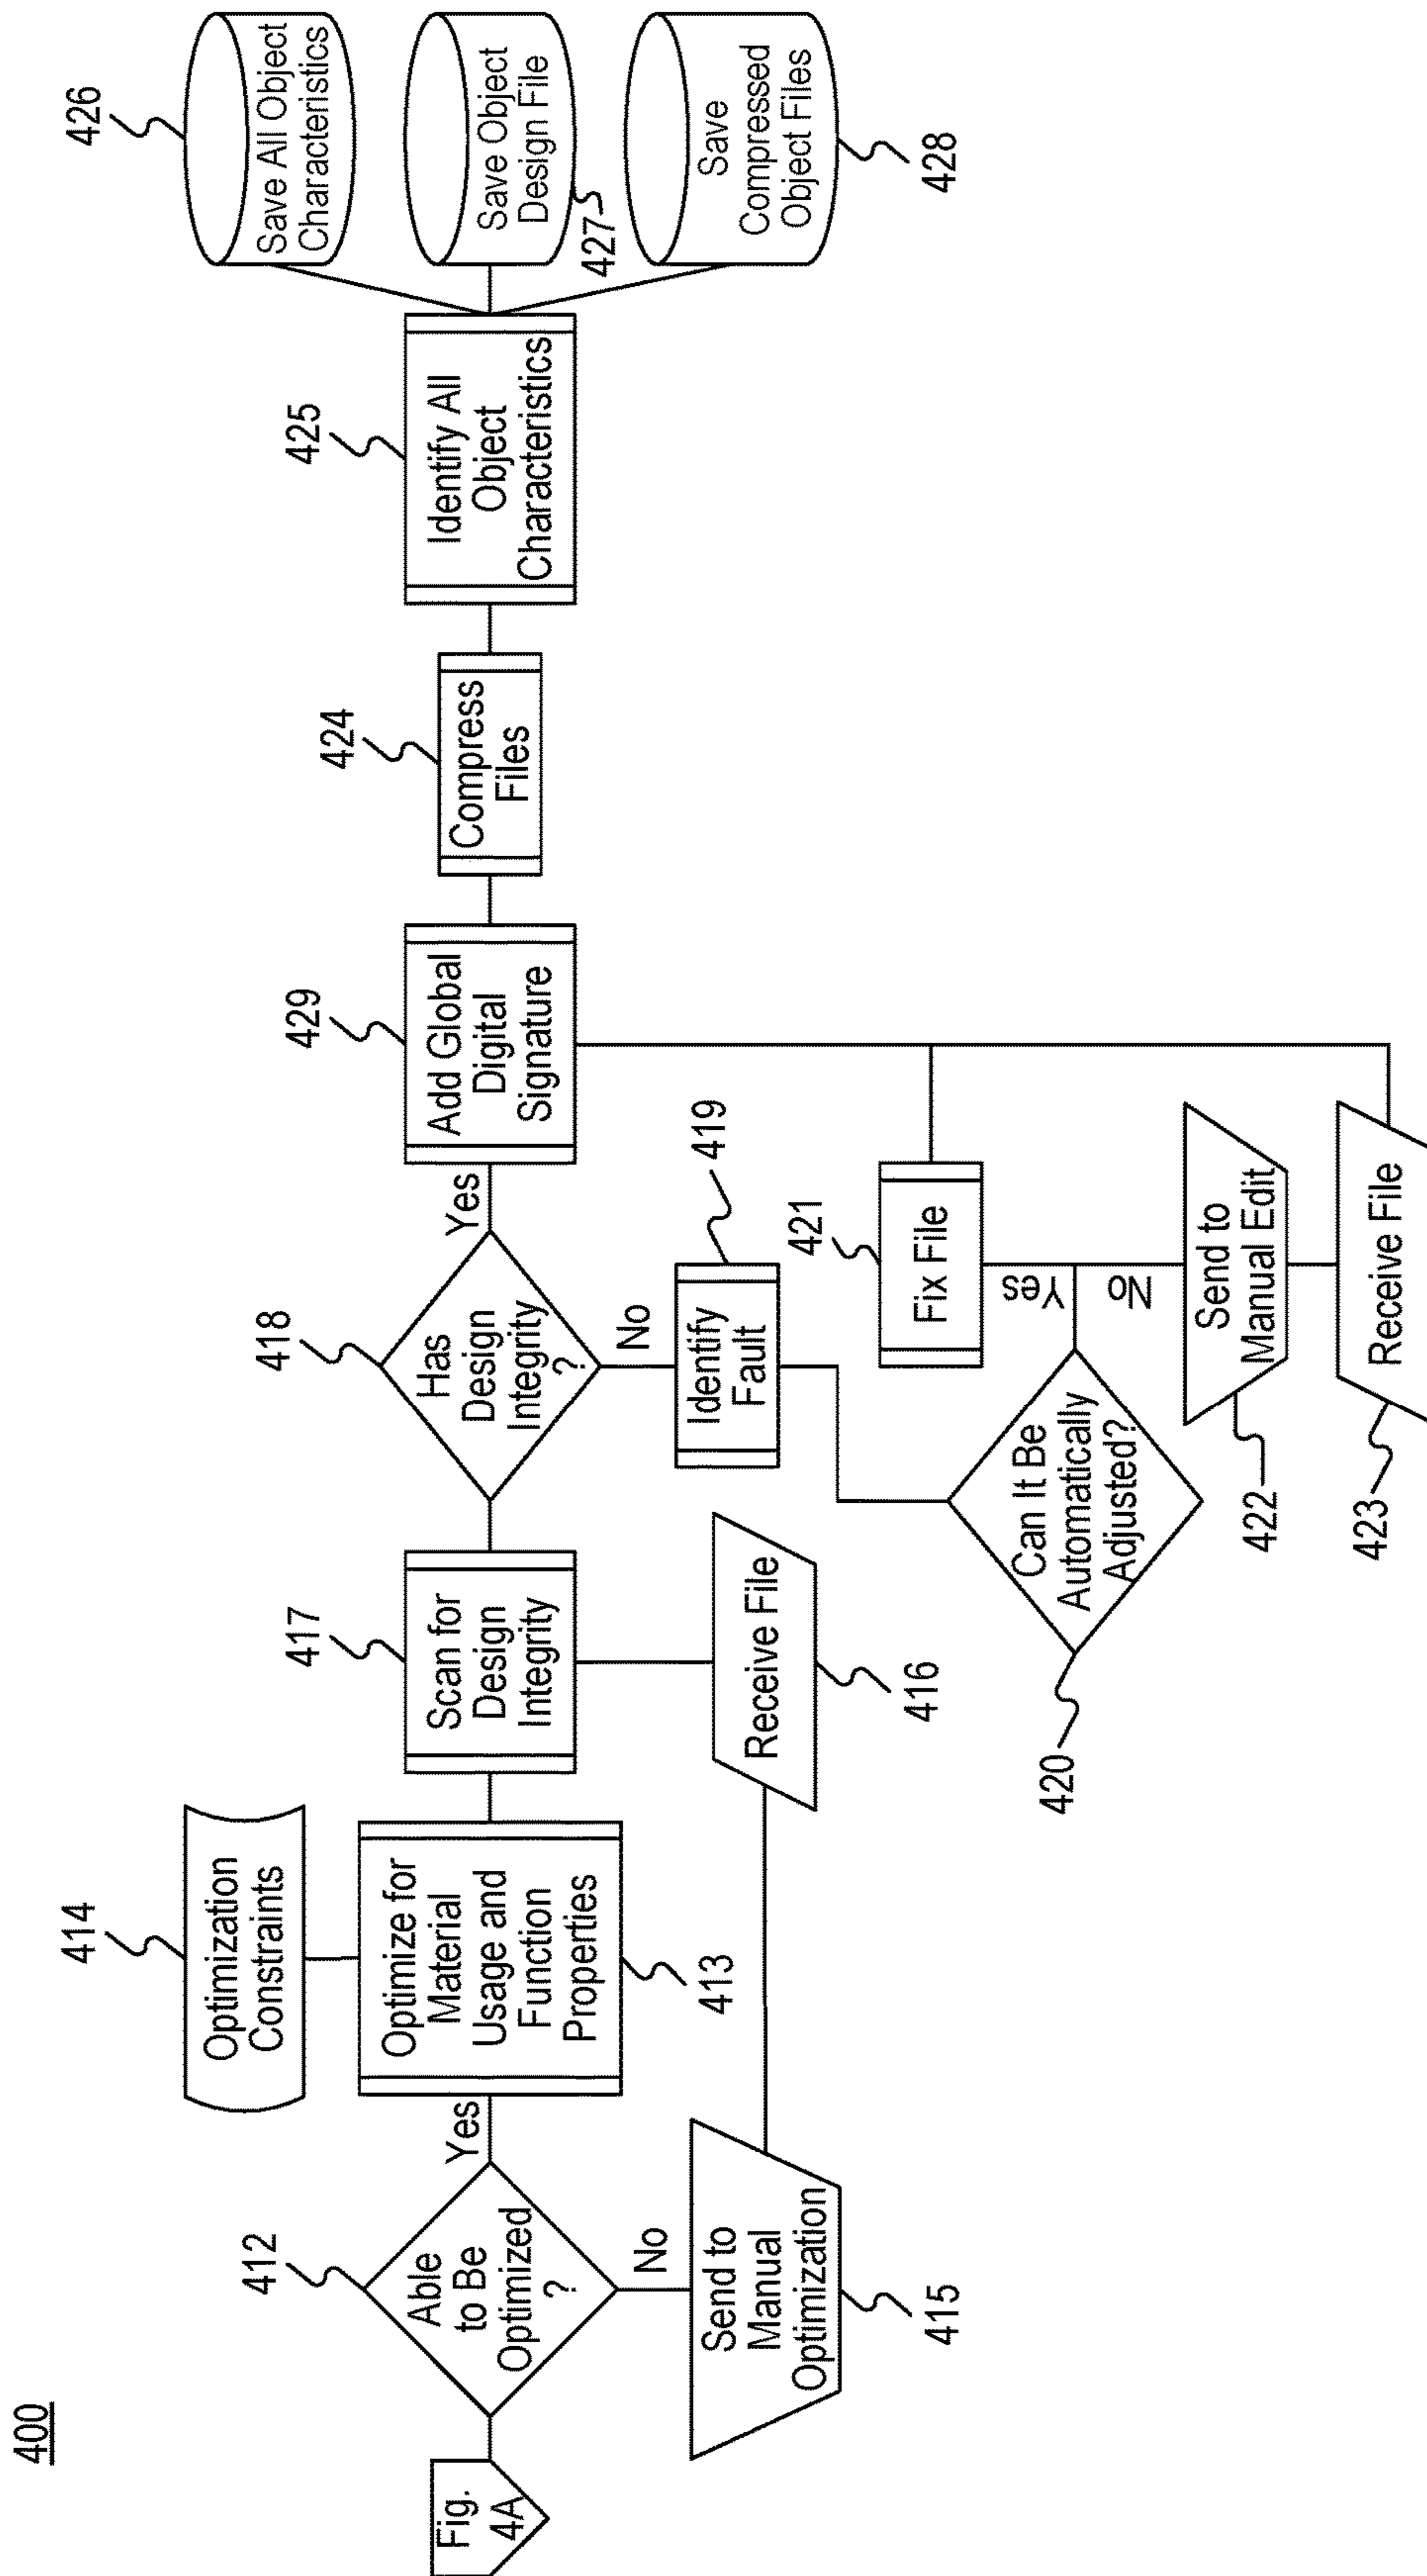 400
Fig.
4A
412
Able
to Be
Optimized
?
Yes
No
414
Optimization
Constraints
Optimize for
Material
Usage and
Function
Properties
413
Send to
Manual
Optimization
415
Receive File
416
417
Scan for
Design
Integrity
418
Has
Design
Integrity
?
Yes
No
Identify
Fault
419
Can It Be
Automatically
Adjusted?
420
Yes
No
421
Fix File
Send to
Manual Edit
422
Receive File
423
429
Add Global
Digital
Signature
424
Compress
Files
425
Identify All
Object
Characteristics
426
Save All Object
Characteristics
Save Object
Design File
427
Save
Compressed
Object Files
428